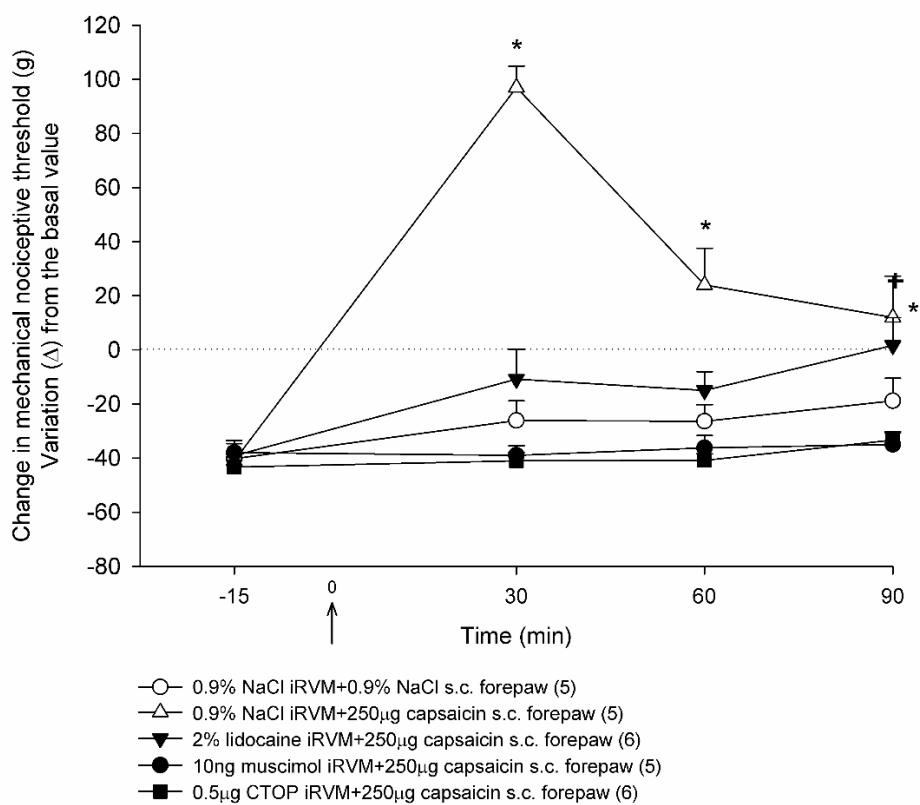 Change in mechanical nociceptive threshold (g)
Variation (Δ) from the basal value
120
100
80
60
40
20
0
-20
-40
-60
-80
*
*
+
*
-15
0
30
60
90
Time (min)
0.9% NaCl iRVM+0.9% NaCl s.c. forepaw (5)
0.9% NaCl iRVM+250µg capsaicin s.c. forepaw (5)
2% lidocaine iRVM+250µg capsaicin s.c. forepaw (6)
10ng muscimol iRVM+250µg capsaicin s.c. forepaw (5)
0.5µg CTOP iRVM+250µg capsaicin s.c. forepaw (6)